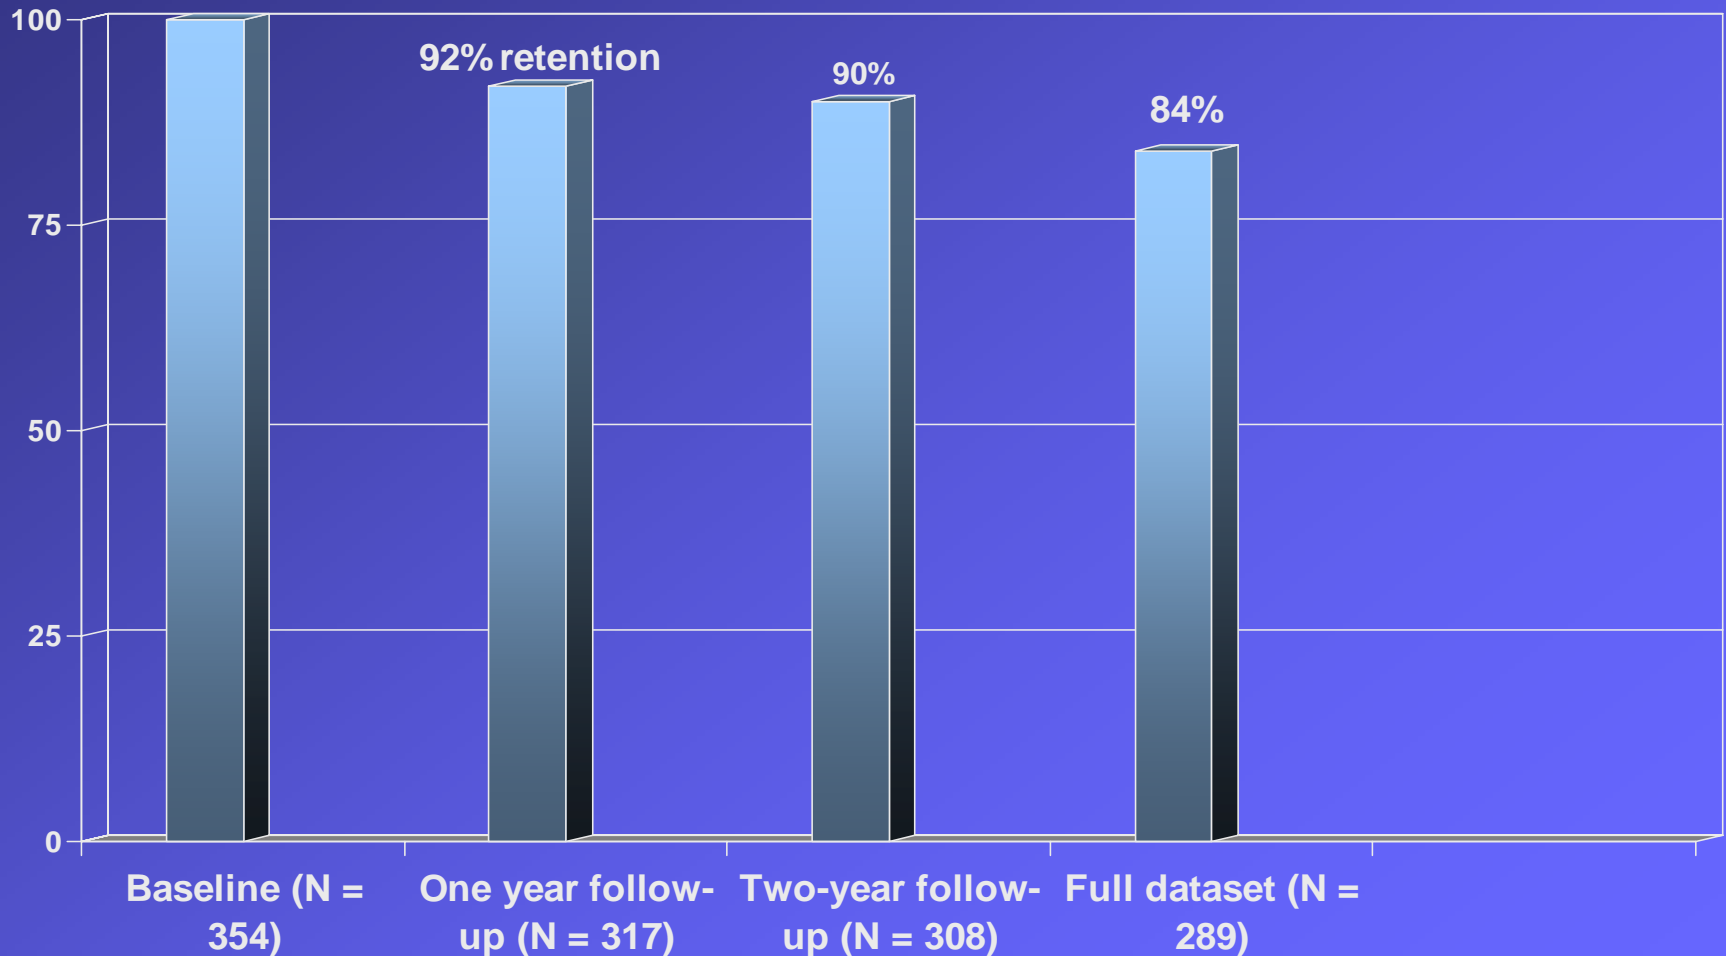 100
75
50
25
0
92% retention
90%
84%
Baseline (N =
354)
One year follow-
up (N = 317)
Two-year follow-
up (N = 308)
Full dataset (N =
289)